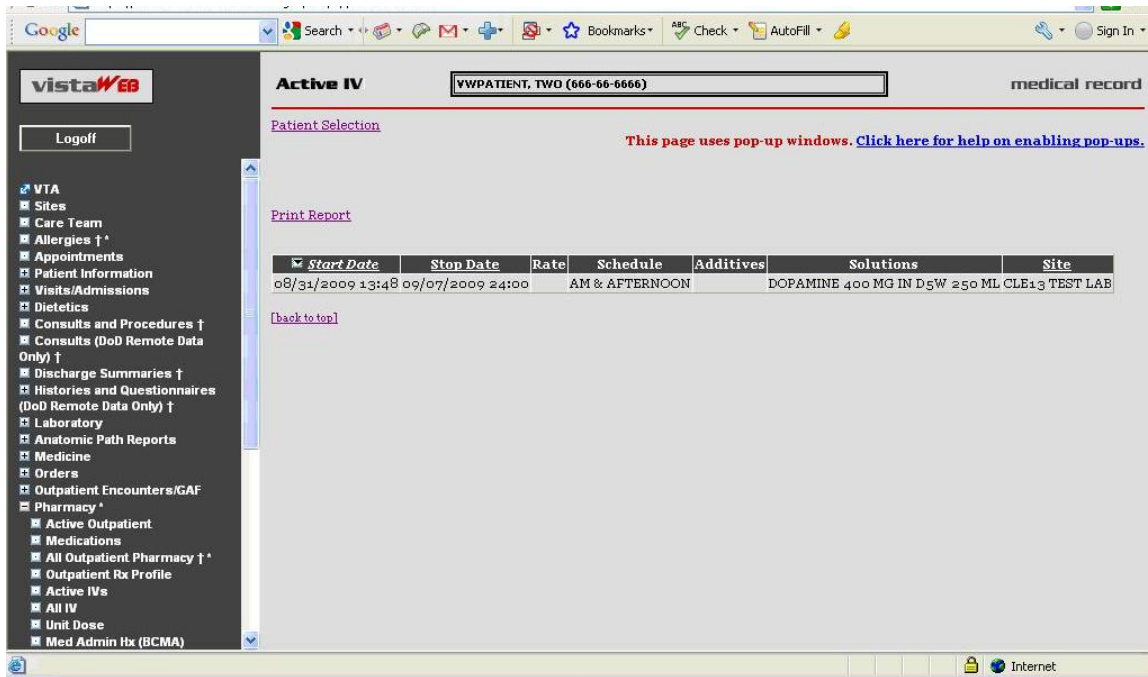 Google Search Bookmarks ABC Check AutoFill Sign In
vistaWEB
Logoff
VTA
Sites
Care Team
Allergies † *
Appointments
Patient Information
Visits/Admissions
Dietetics
Consults and Procedures †
Consults (DoD Remote Data
Only) †
Discharge Summaries †
Histories and Questionnaires
(DoD Remote Data Only) †
Laboratory
Anatomic Path Reports
Medicine
Orders
Outpatient Encounters/GAF
Pharmacy *
Active Outpatient
Medications
All Outpatient Pharmacy † *
Outpatient Rx Profile
Active IVs
All IV
Unit Dose
Med Admin Hx (BCMA)
Active IV VWPATIENT, TWO (666-66-6666) medical record
Patient Selection
This page uses pop-up windows. Click here for help on enabling pop-ups.
Print Report
Start Date Stop Date Rate Schedule Additives Solutions Site
08/31/2009 13:48 09/07/2009 24:00 AM & AFTERNOON DOPAMINE 400 MG IN D5W 250 ML CLE13 TEST LAB
[back to top]
Internet